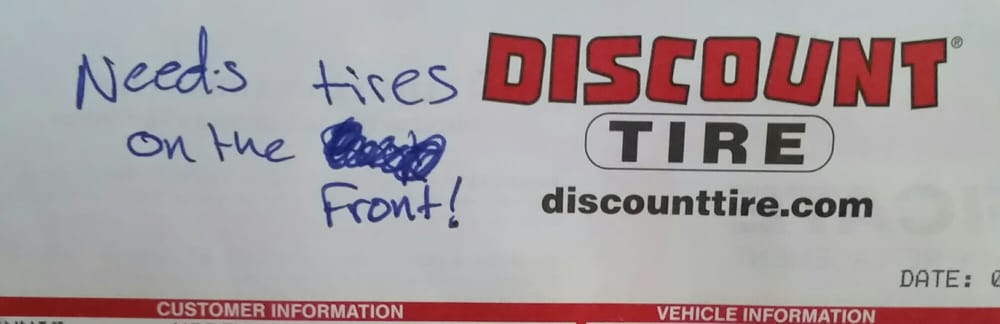 Needs tires
on the
Front!
DISCOUNT®
TIRE
discounttire.com
DATE:
CUSTOMER INFORMATION
VEHICLE INFORMATION